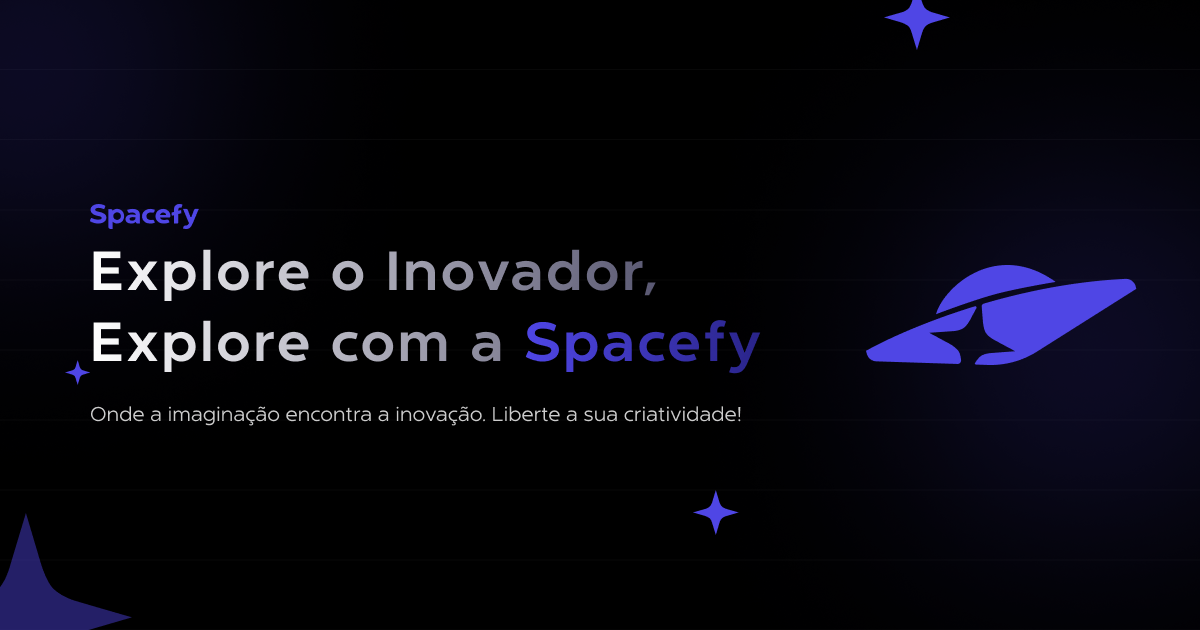 Spacefy
Explore o Inovador,
Explore com a Spacefy
Onde a imaginação encontra a inovação. Liberte a sua criatividade!